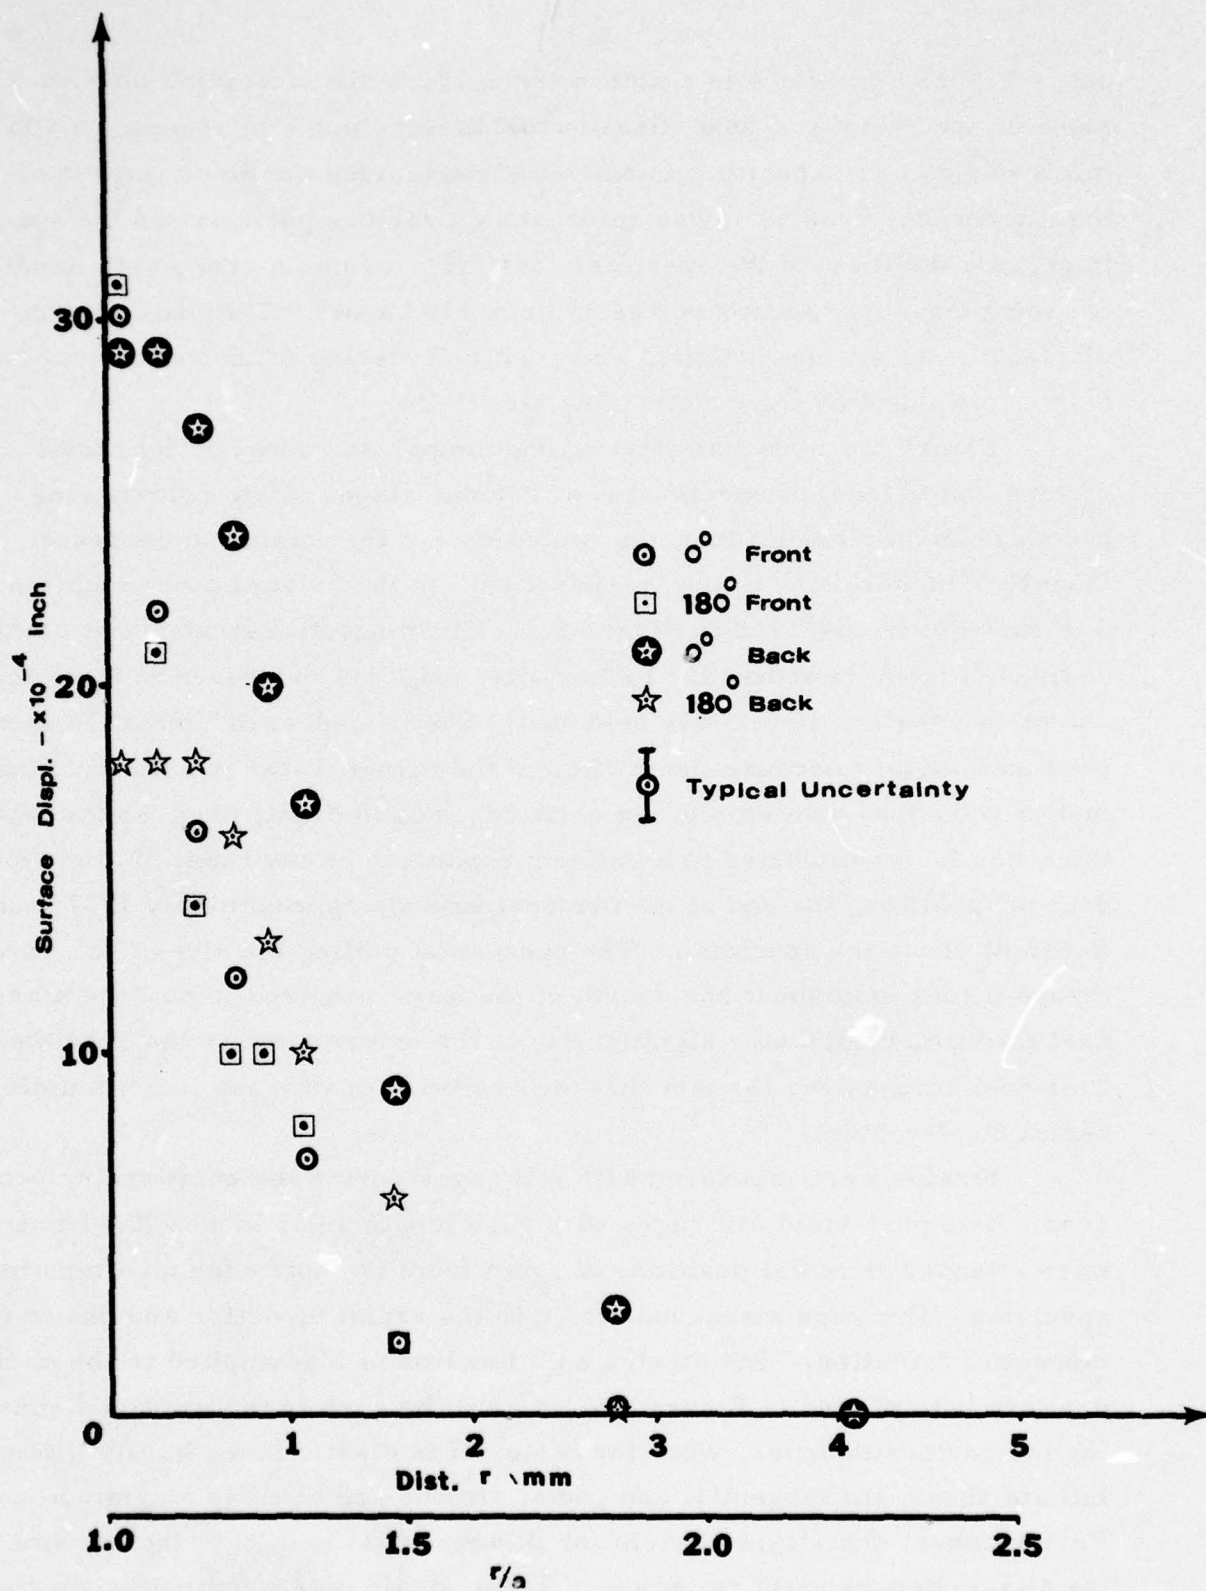 30
20
10
0
Surface Displ. – x10⁻⁴ Inch
0° Front
180° Front
0° Back
180° Back
Typical Uncertainty
1 2 3 5
Dist. r mm
1.0 1.5 2.0 2.5
r/a